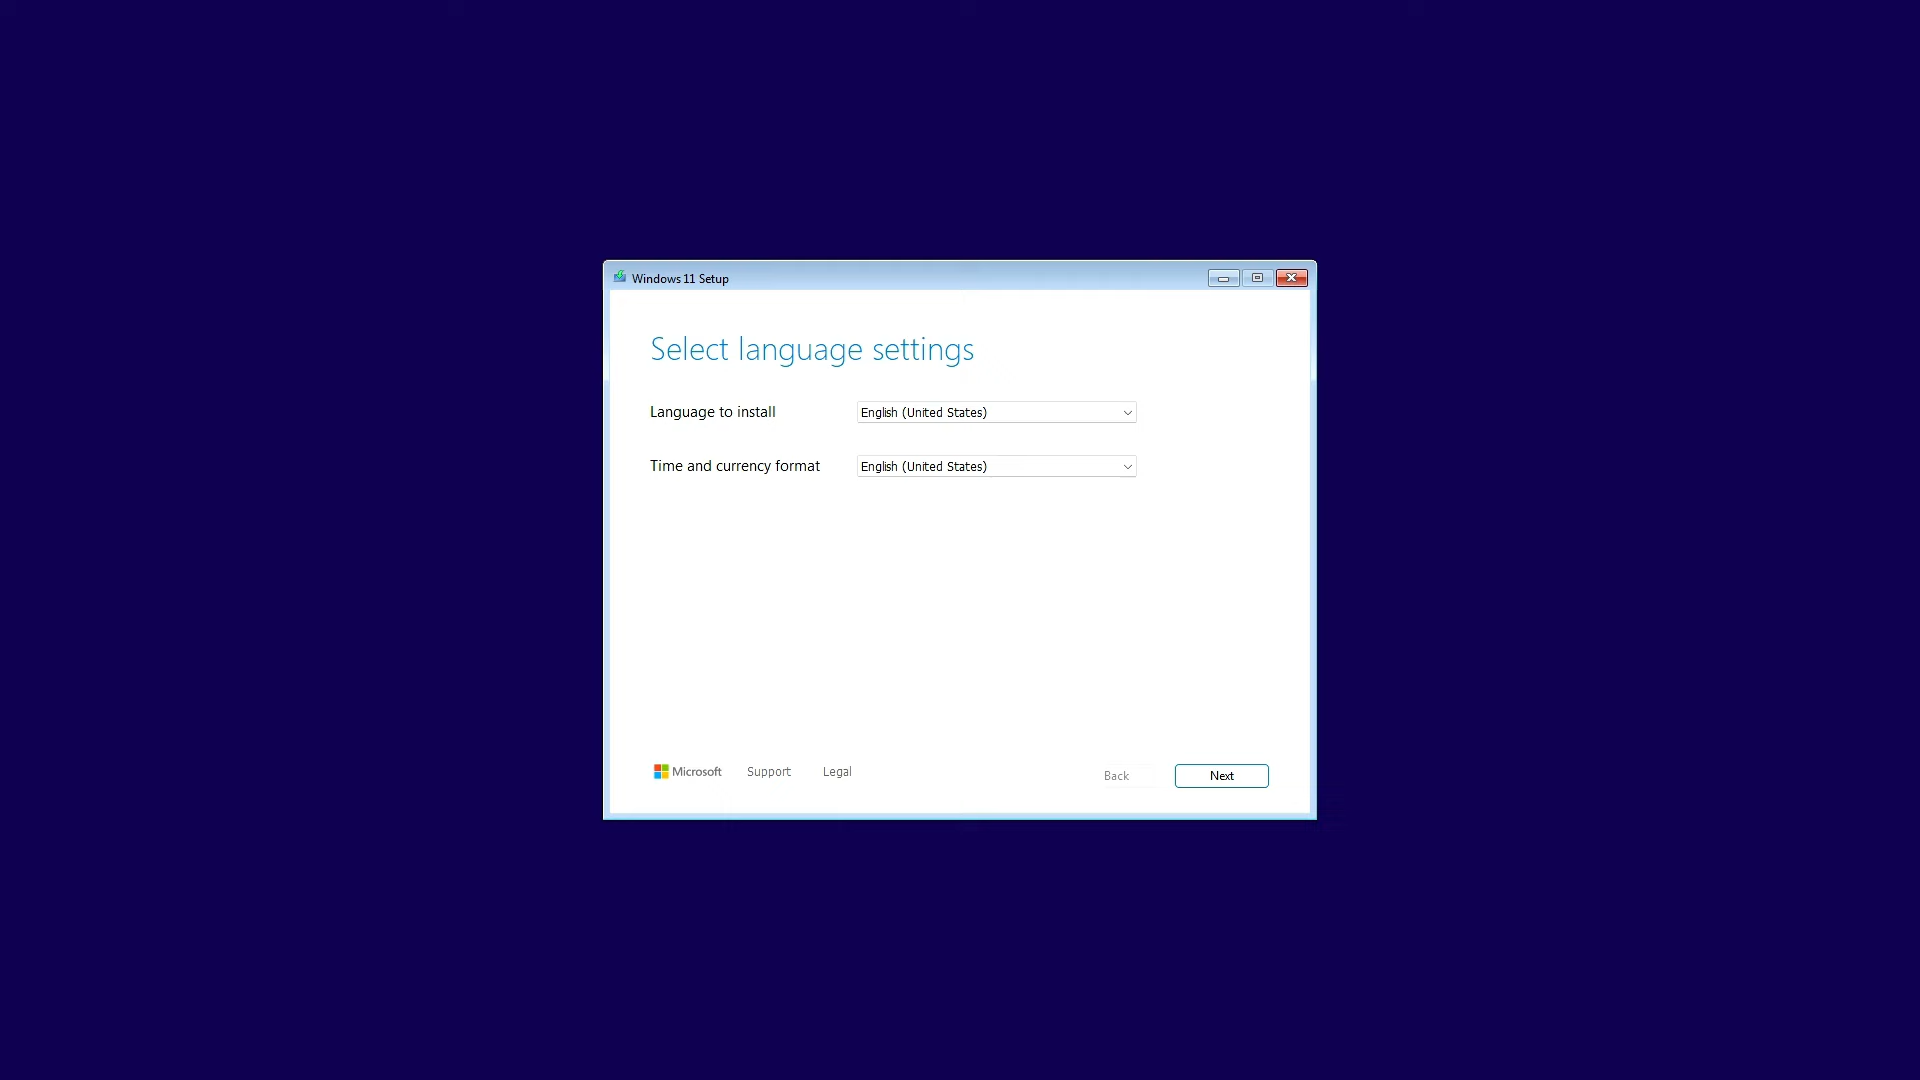 Windows 11 Setup
Select language settings
Language to install English (United States)
Time and currency format English (United States)
Microsoft Support Legal Back Next